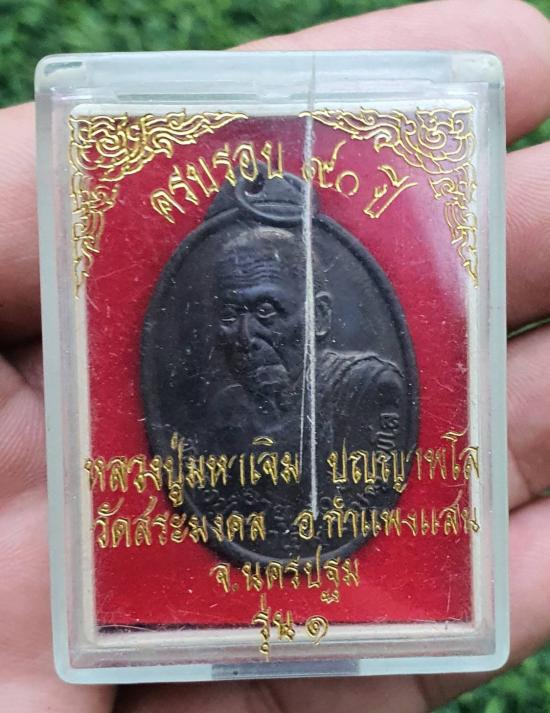 ครบรอบ ๙๐ ปี
หลวงปู่มหาเจิม ปญฺญาพโล
วัดสระมงคล อ.กำแพงแสน
จ.นครปฐม
รุ่น ๑